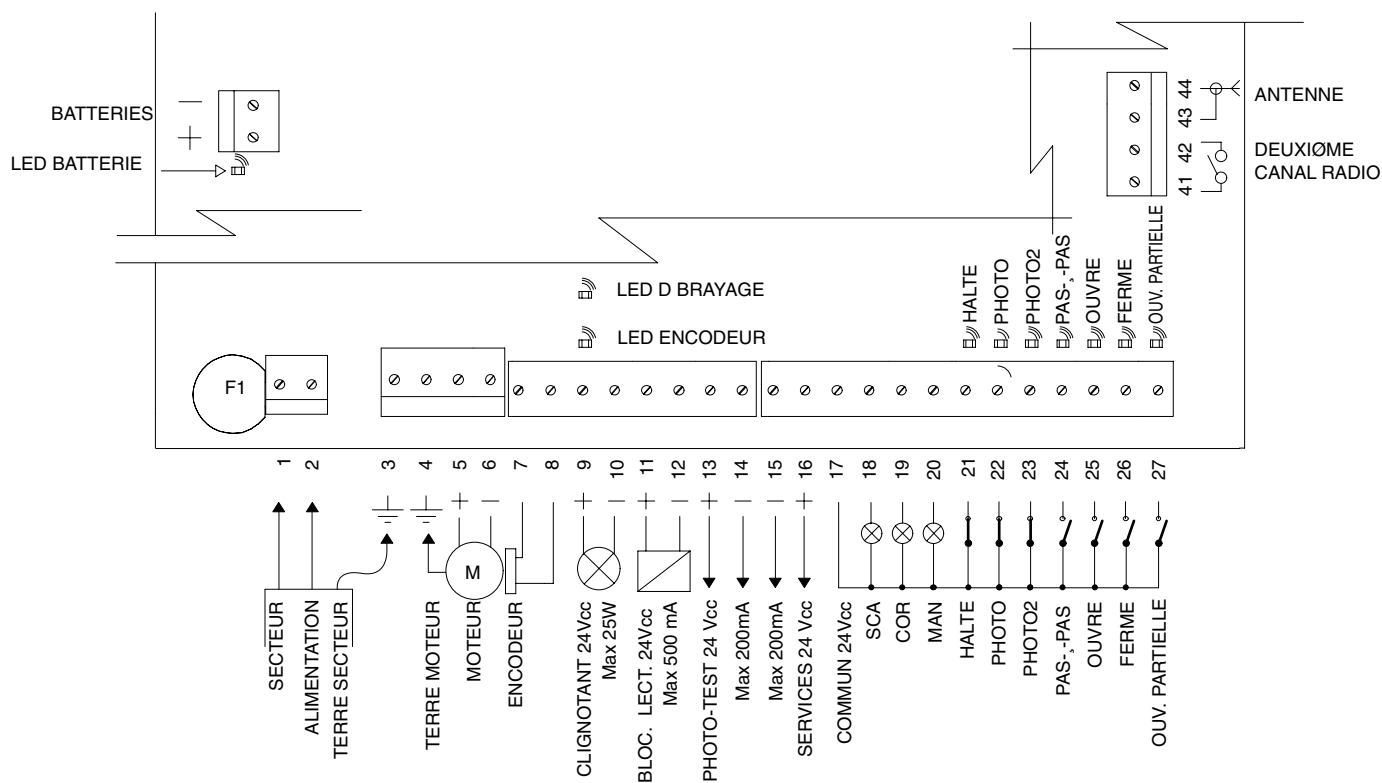 BATTERIES
LED BATTERIE
44
43
42
41
ANTENNE
DEUXIØME
CANAL RADIO
LED D BRAYAGE
LED ENCODEUR
HALTE
PHOTO
PHOTO2
PAS-¸-PAS
OUVRE
FERME
OUV. PARTIELLE
F1
1
2
3
4
5
6
7
8
9
10
11
12
13
14
15
16
17
18
19
20
21
22
23
24
25
26
27
M
SECTEUR
ALIMENTATION
TERRE SECTEUR
TERRE MOTEUR
MOTEUR
ENCODEUR
CLIGNOTANT 24Vcc
Max 25W
BLOC. LECT. 24Vcc
Max 500 mA
PHOTO-TEST 24 Vcc
Max 200mA
Max 200mA
SERVICES 24 Vcc
COMMUN 24Vcc
SCA
COR
MAN
HALTE
PHOTO
PHOTO2
PAS-¸-PAS
OUVRE
FERME
OUV. PARTIELLE